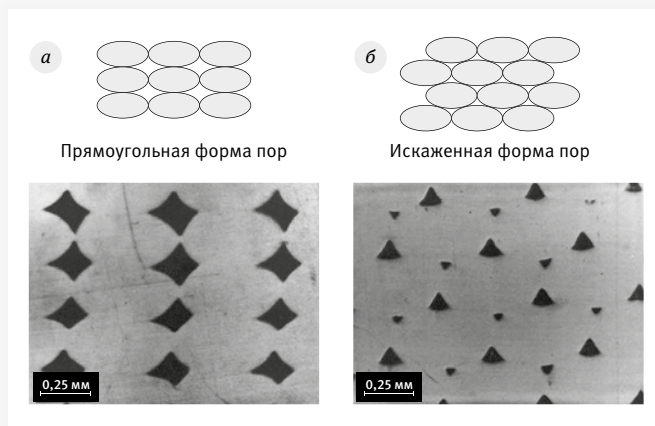 а
б
Прямоугольная форма пор
Искаженная форма пор
0,25 мм
0,25 мм